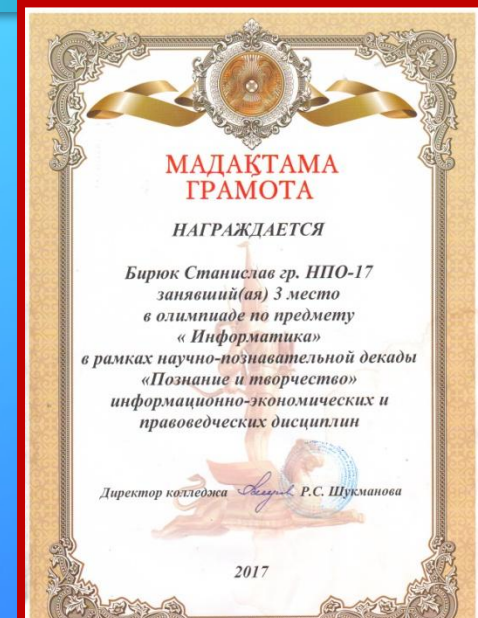 МАДАҚТАМА
ГРАМОТА
НАГРАЖДАЕТСЯ
Бирюк Станислав гр. НПО-17
занявший(ая) 3 место
в олимпиаде по предмету
« Информатика»
в рамках научно-познавательной декады
«Познание и творчество»
информационно-экономических и
правоведческих дисциплин
Директор колледжа Р.С. Шукманова
2017